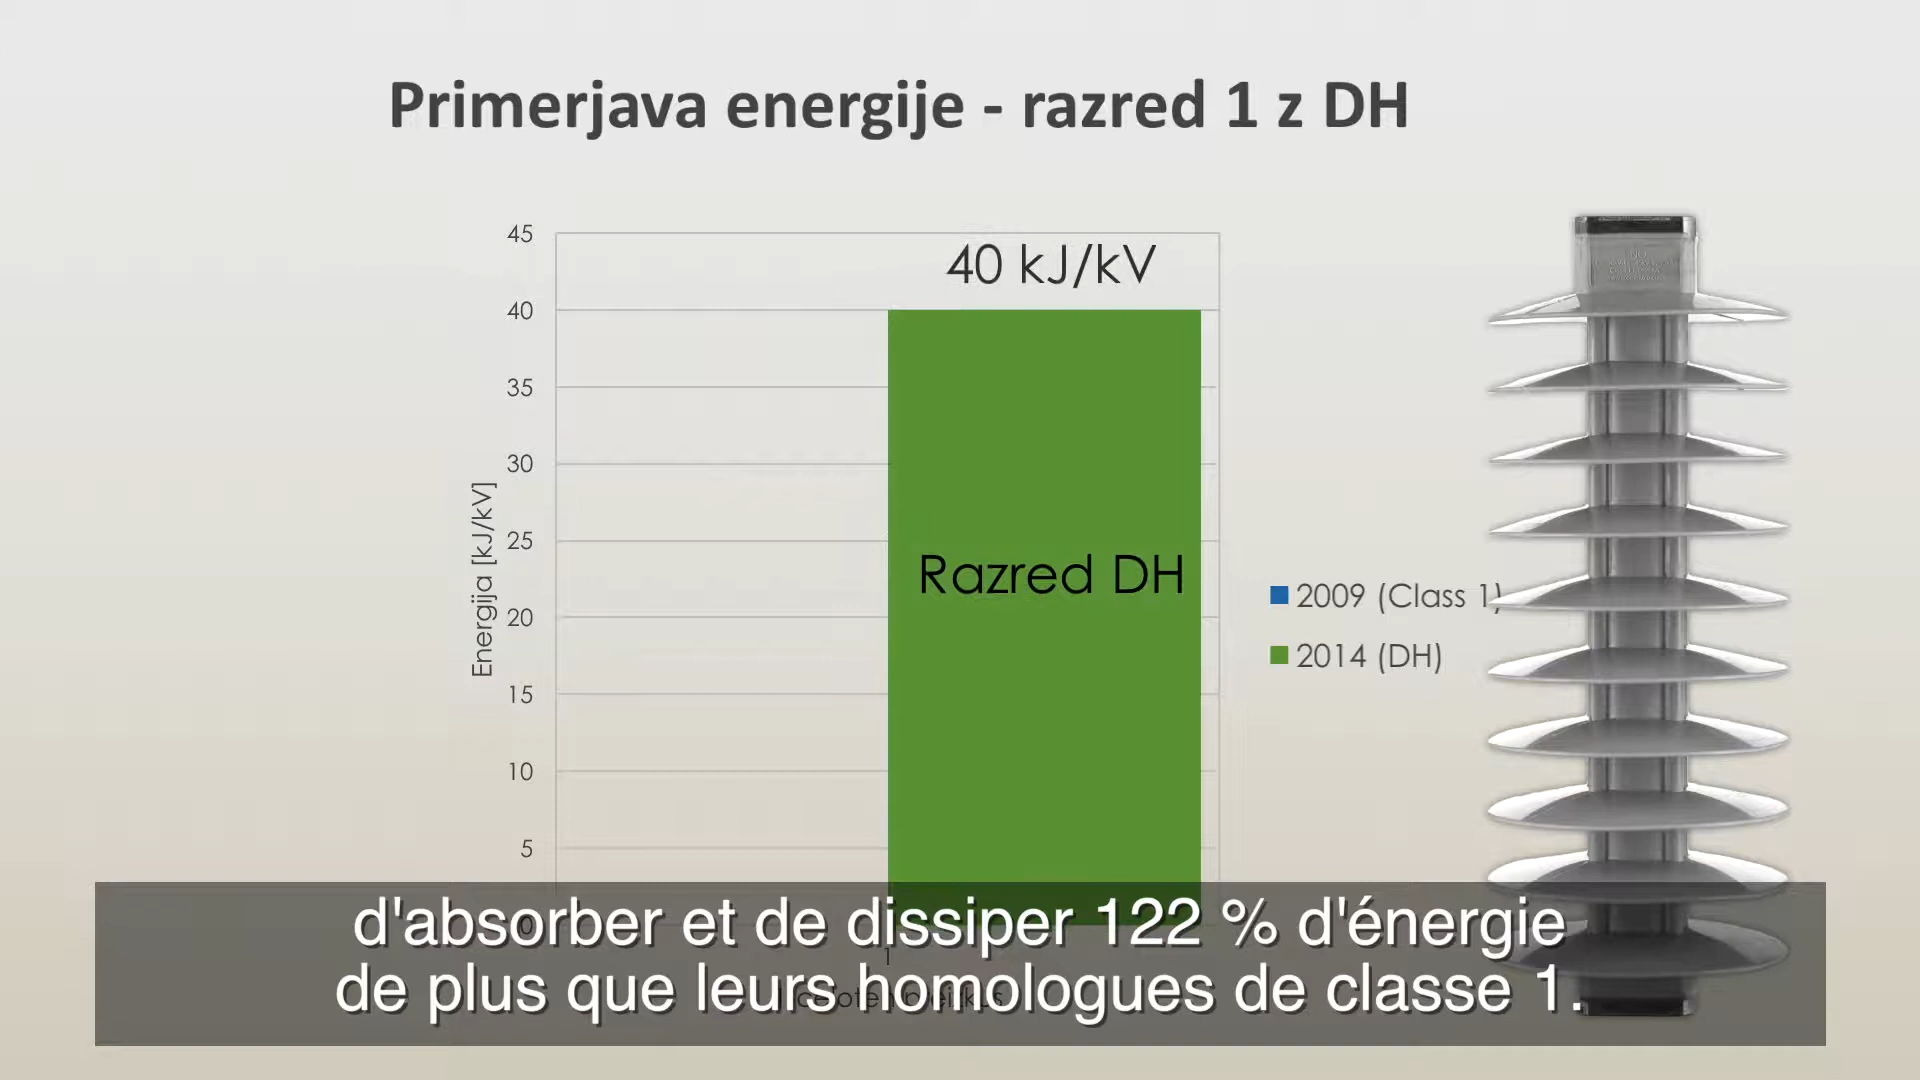 Primerjava energije - razred 1 z DH
45
40 kJ/kV
40
35
30
Energija [kJ/kV]
25
Razred DH
2009 (Class 1)
20
2014 (DH)
15
10
5
0
d'absorber et de dissiper 122 % d'énergie
1
de plus que leurs homologues de classe 1.